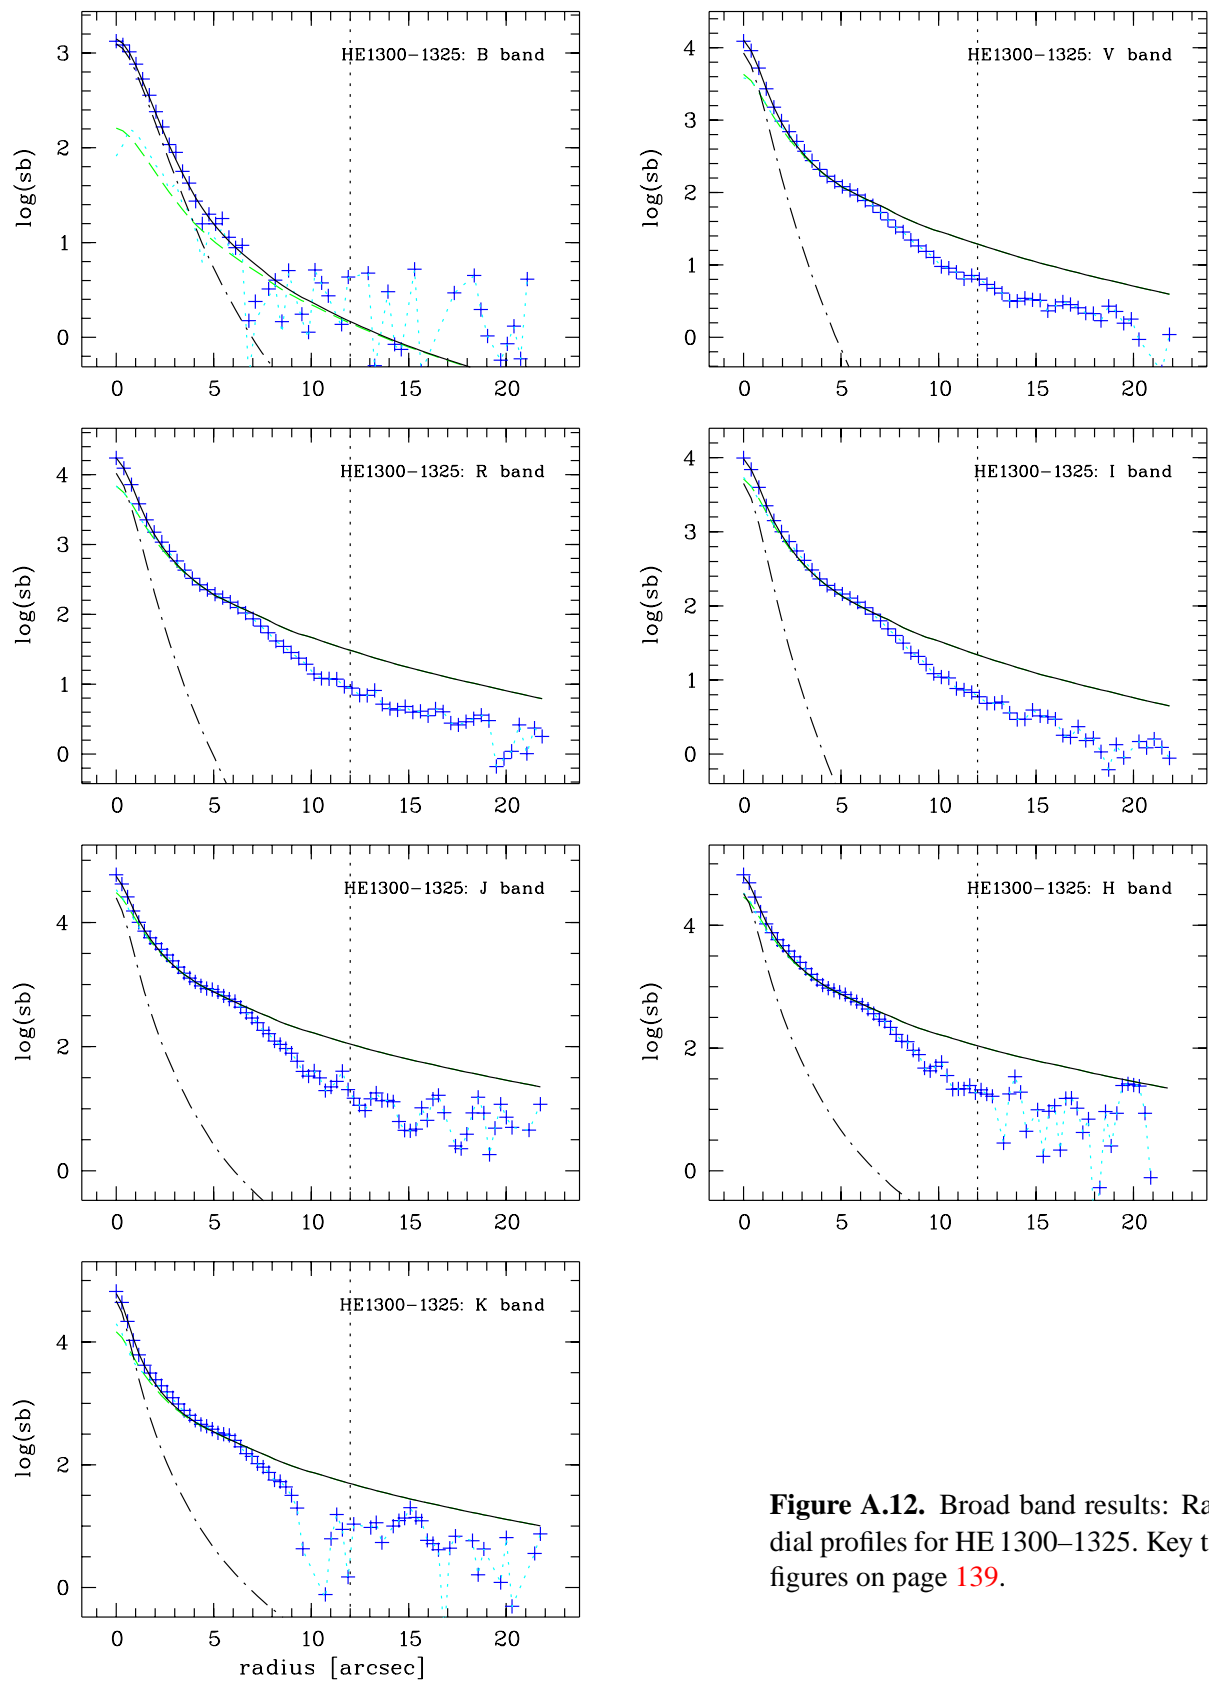 HE1300−1325: B band
3
2
1
0
log(sb)
0 5 10 15 20
HE1300−1325: V band
4
3
2
1
0
log(sb)
0 5 10 15 20
HE1300−1325: R band
4
3
2
1
0
log(sb)
0 5 10 15 20
HE1300−1325: I band
4
3
2
1
0
log(sb)
0 5 10 15 20
HE1300−1325: J band
4
2
0
log(sb)
0 5 10 15 20
HE1300−1325: H band
4
2
0
log(sb)
0 5 10 15 20
HE1300−1325: K band
4
2
0
log(sb)
0 5 10 15 20
radius [arcsec]
Figure A.12. Broad band results: Ra
dial profiles for HE 1300–1325. Key t
figures on page 139.